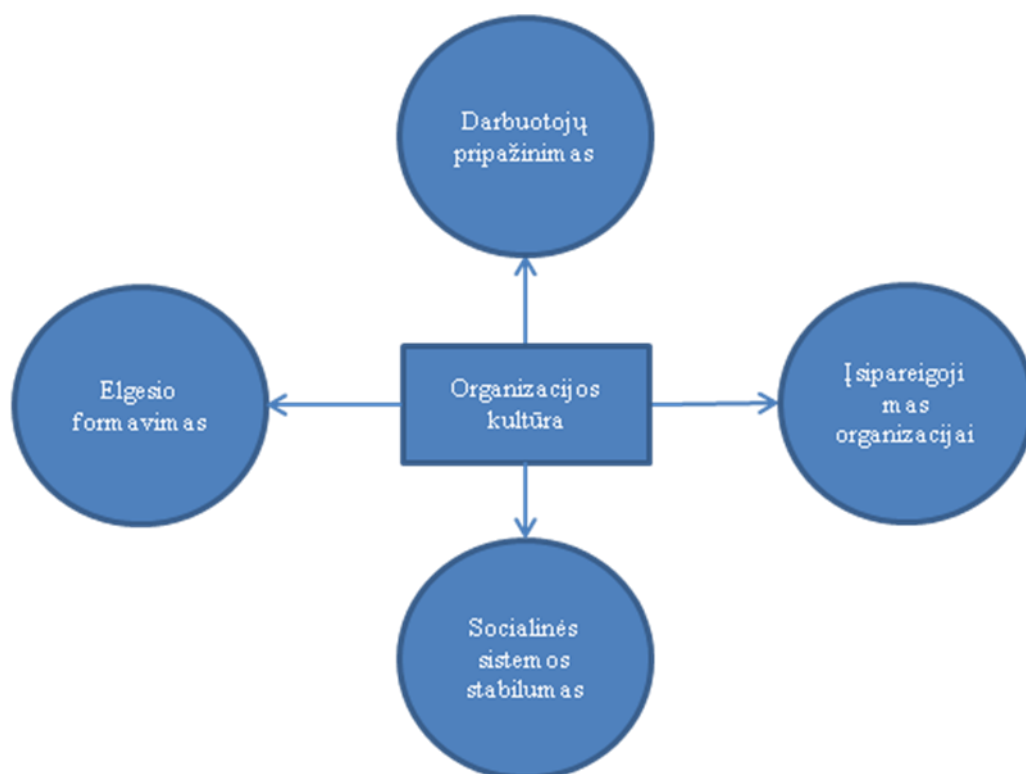 Darbuotojų
pripažinimas
Elgesio
formavimas
Organizacijos
kultūra
Įsipareigoji
mas
organizacijai
Socialinės
sistemos
stabilumas